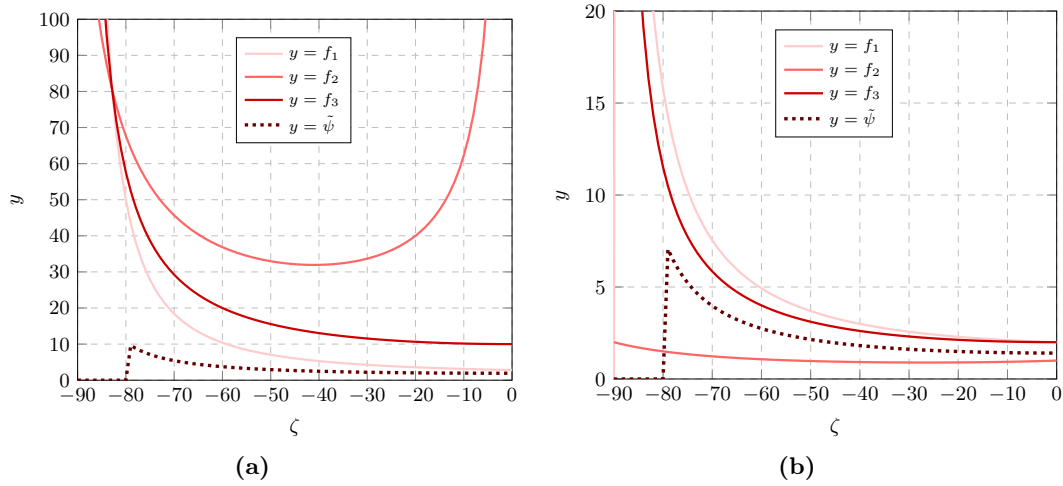 y = f₁
y = f₂
y = f₃
y = ψ̃
100
90
80
70
60
50
40
30
20
10
0
y
−90 −80 −70 −60 −50 −40 −30 −20 −10 0
ζ
(a)
y = f₁
y = f₂
y = f₃
y = ψ̃
20
15
10
5
0
y
−90 −80 −70 −60 −50 −40 −30 −20 −10 0
ζ
(b)